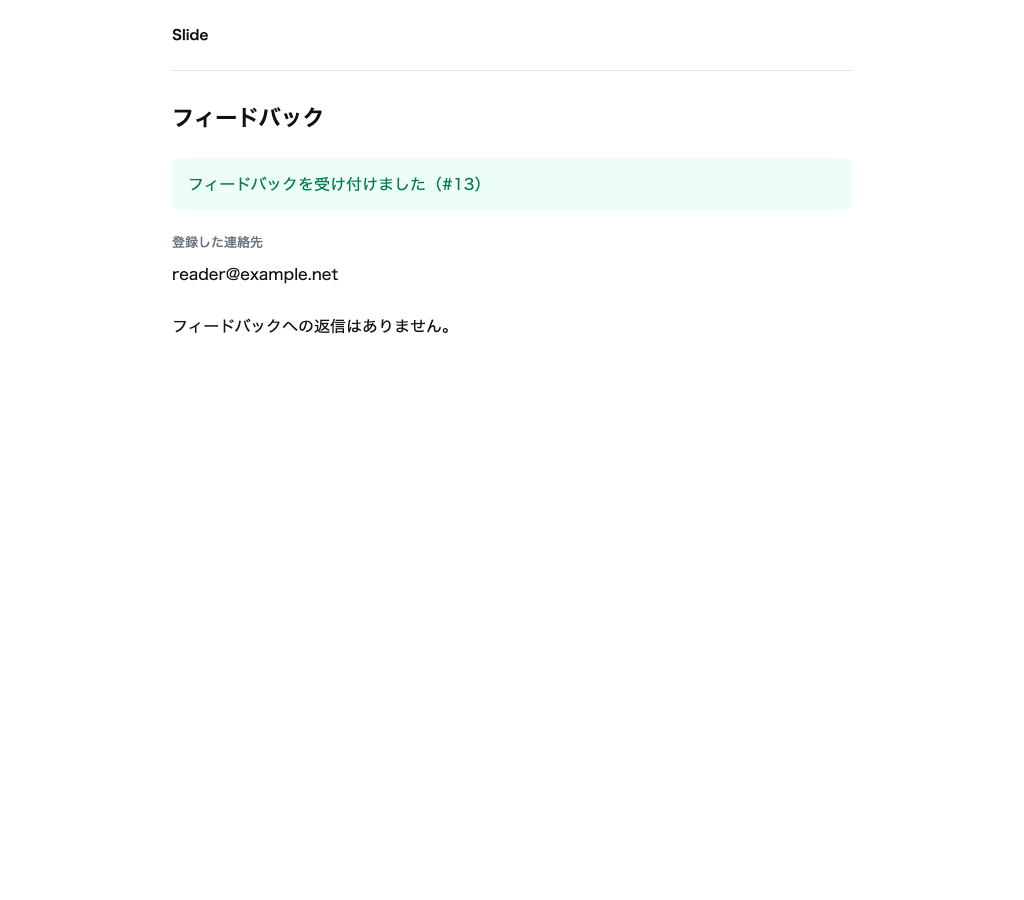 Slide
フィードバック
フィードバックを受け付けました（#13）
登録した連絡先
reader@example.net
フィードバックへの返信はありません。